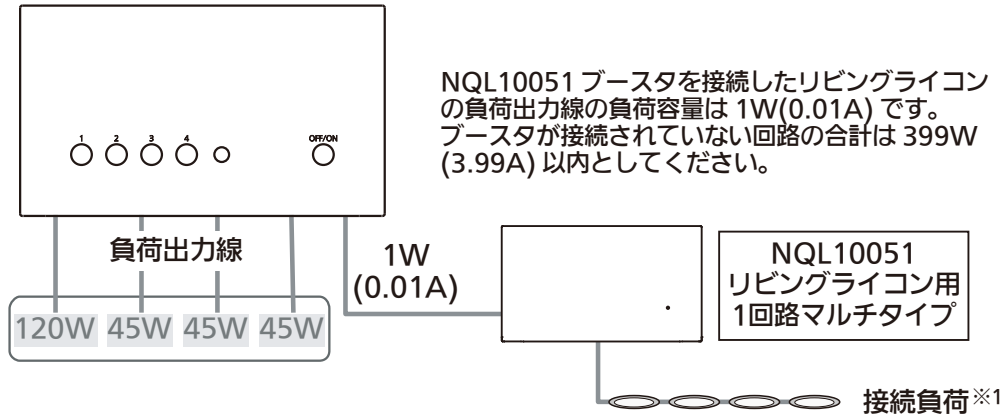 NQL10051 ブースタを接続したリビングライコン
の負荷出力線の負荷容量は 1W(0.01A) です。
ブースタが接続されていない回路の合計は 399W
(3.99A) 以内としてください。
1 2 3 4 OFF/ON
負荷出力線
1W
(0.01A)
120W 45W 45W 45W
NQL10051
リビングライコン用
1回路マルチタイプ
接続負荷※1